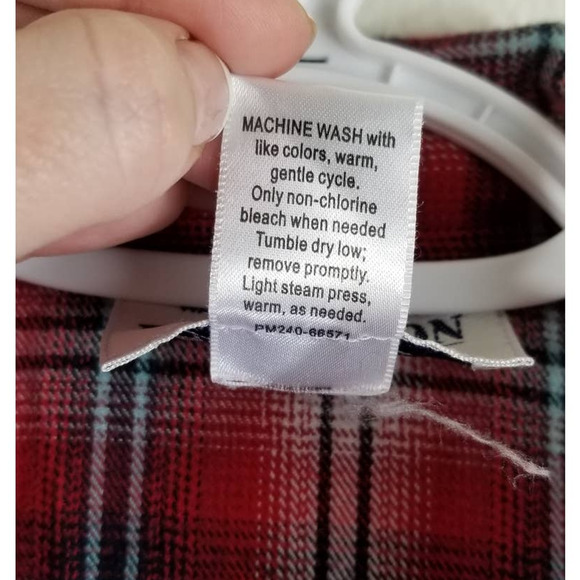 MACHINE WASH with
like colors, warm,
gentle cycle.
Only non-chlorine
bleach when needed
Tumble dry low;
remove promptly.
Light steam press,
warm, as needed.
PM240-66571